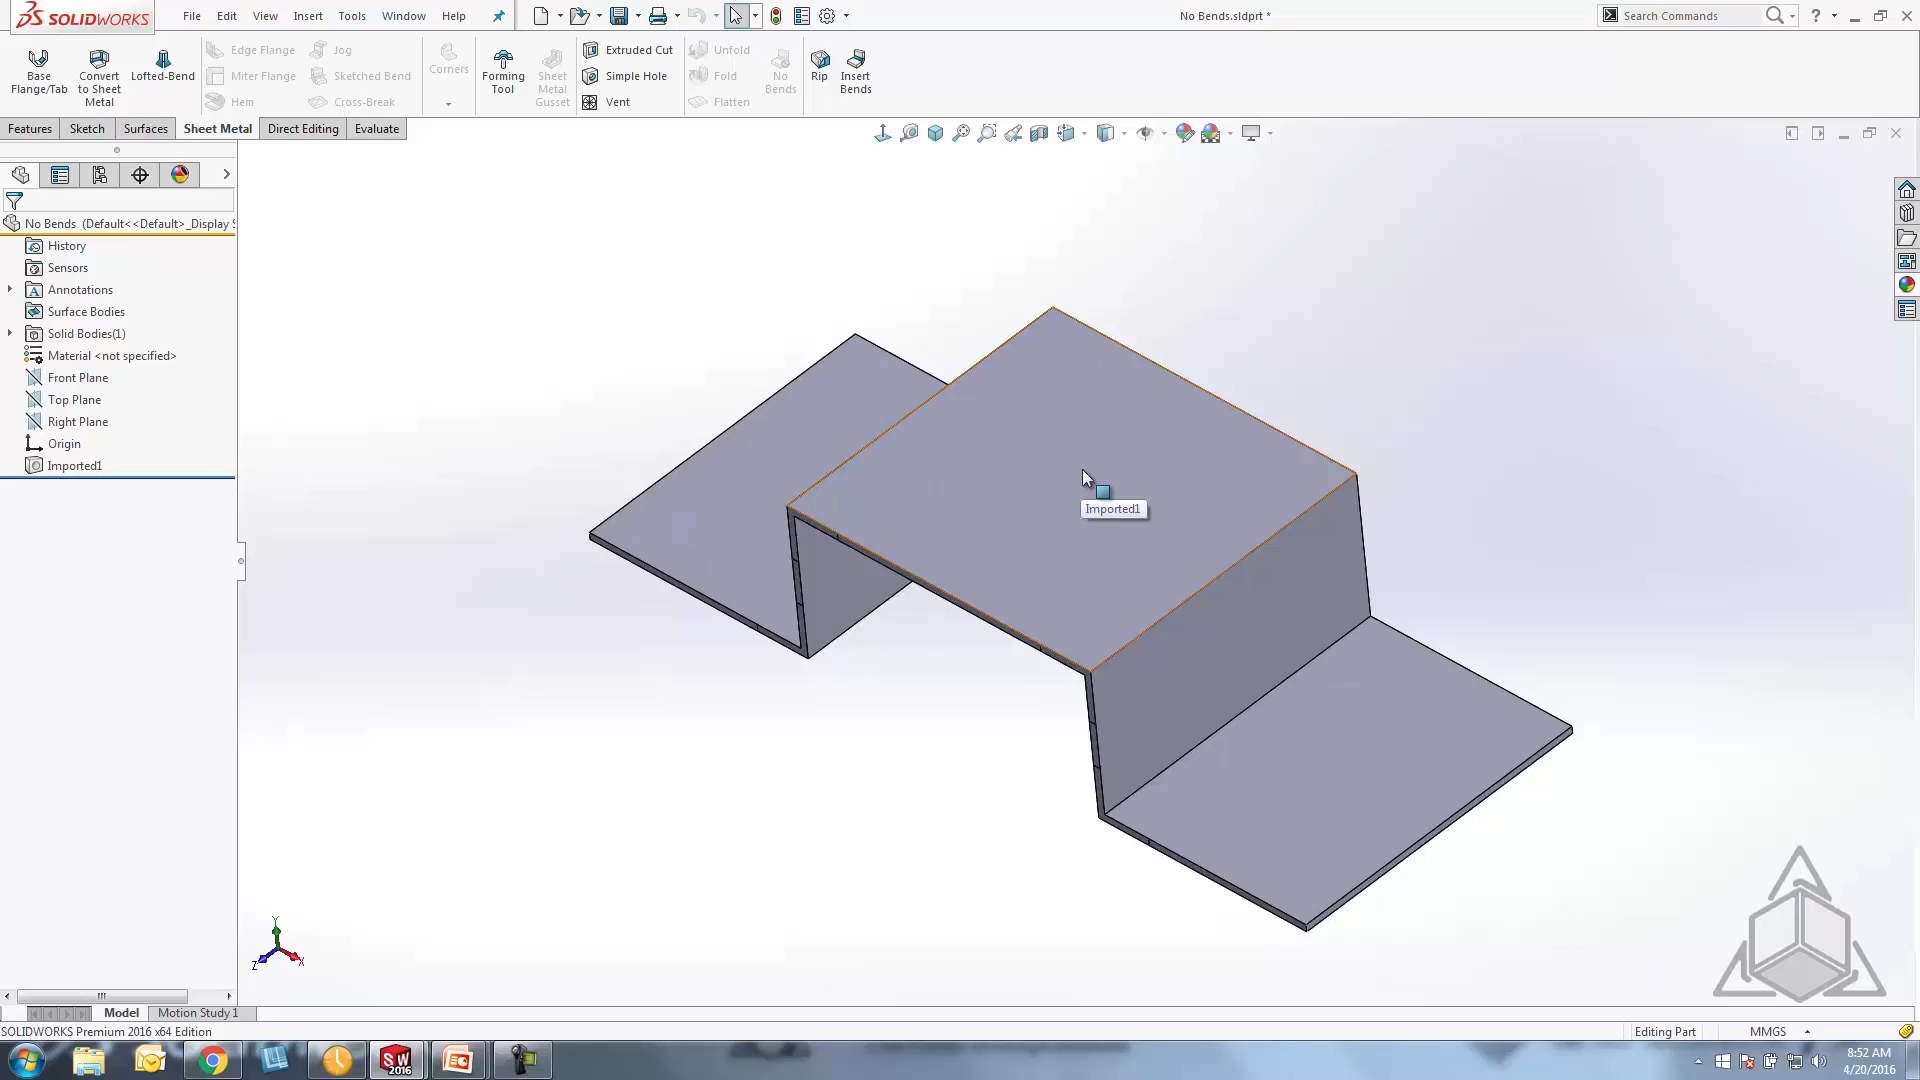 SOLIDWORKS File Edit View Insert Tools Window Help No Bends.sldprt * Search Commands ?
Base Flange/Tab
Convert to Sheet Metal
Lofted-Bend
Edge Flange
Miter Flange
Hem
Jog
Sketched Bend
Cross-Break
Corners
Forming Tool
Sheet Metal Gusset
Extruded Cut
Simple Hole
Vent
Unfold
Fold
Flatten
No Bends
Rip
Insert Bends
Features Sketch Surfaces Sheet Metal Direct Editing Evaluate
No Bends (Default<<Default>_Display S
History
Sensors
Annotations
Surface Bodies
Solid Bodies(1)
Material <not specified>
Front Plane
Top Plane
Right Plane
Origin
Imported1
Imported1
Y
Z X
Model Motion Study 1
SOLIDWORKS Premium 2016 x64 Edition Editing Part MMGS
SW 2016
8:52 AM
4/20/2016